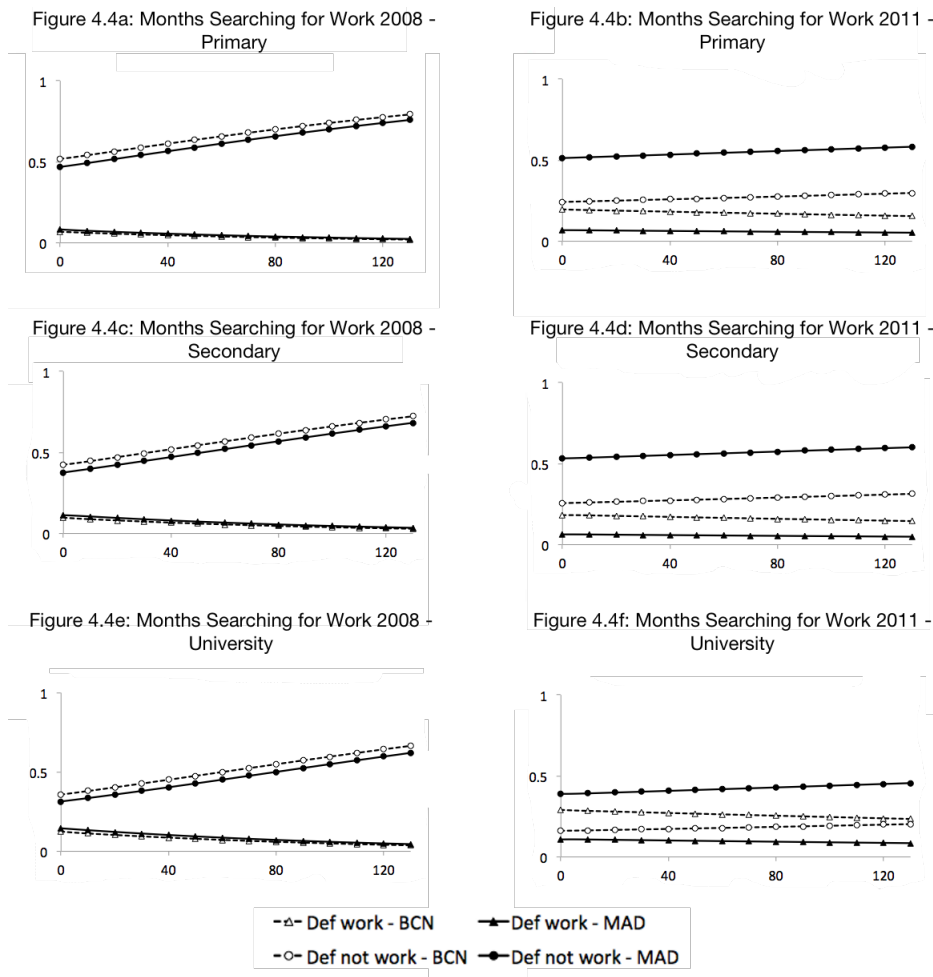 Figure 4.4a: Months Searching for Work 2008 -
Primary
1
0.5
0
0 40 80 120
Figure 4.4b: Months Searching for Work 2011 -
Primary
1
0.5
0
0 40 80 120
Figure 4.4c: Months Searching for Work 2008 -
Secondary
1
0.5
0
0 40 80 120
Figure 4.4d: Months Searching for Work 2011 -
Secondary
1
0.5
0
0 40 80 120
Figure 4.4e: Months Searching for Work 2008 -
University
1
0.5
0
0 40 80 120
Figure 4.4f: Months Searching for Work 2011 -
University
1
0.5
0
0 40 80 120
Def work - BCN Def work - MAD
Def not work - BCN Def not work - MAD